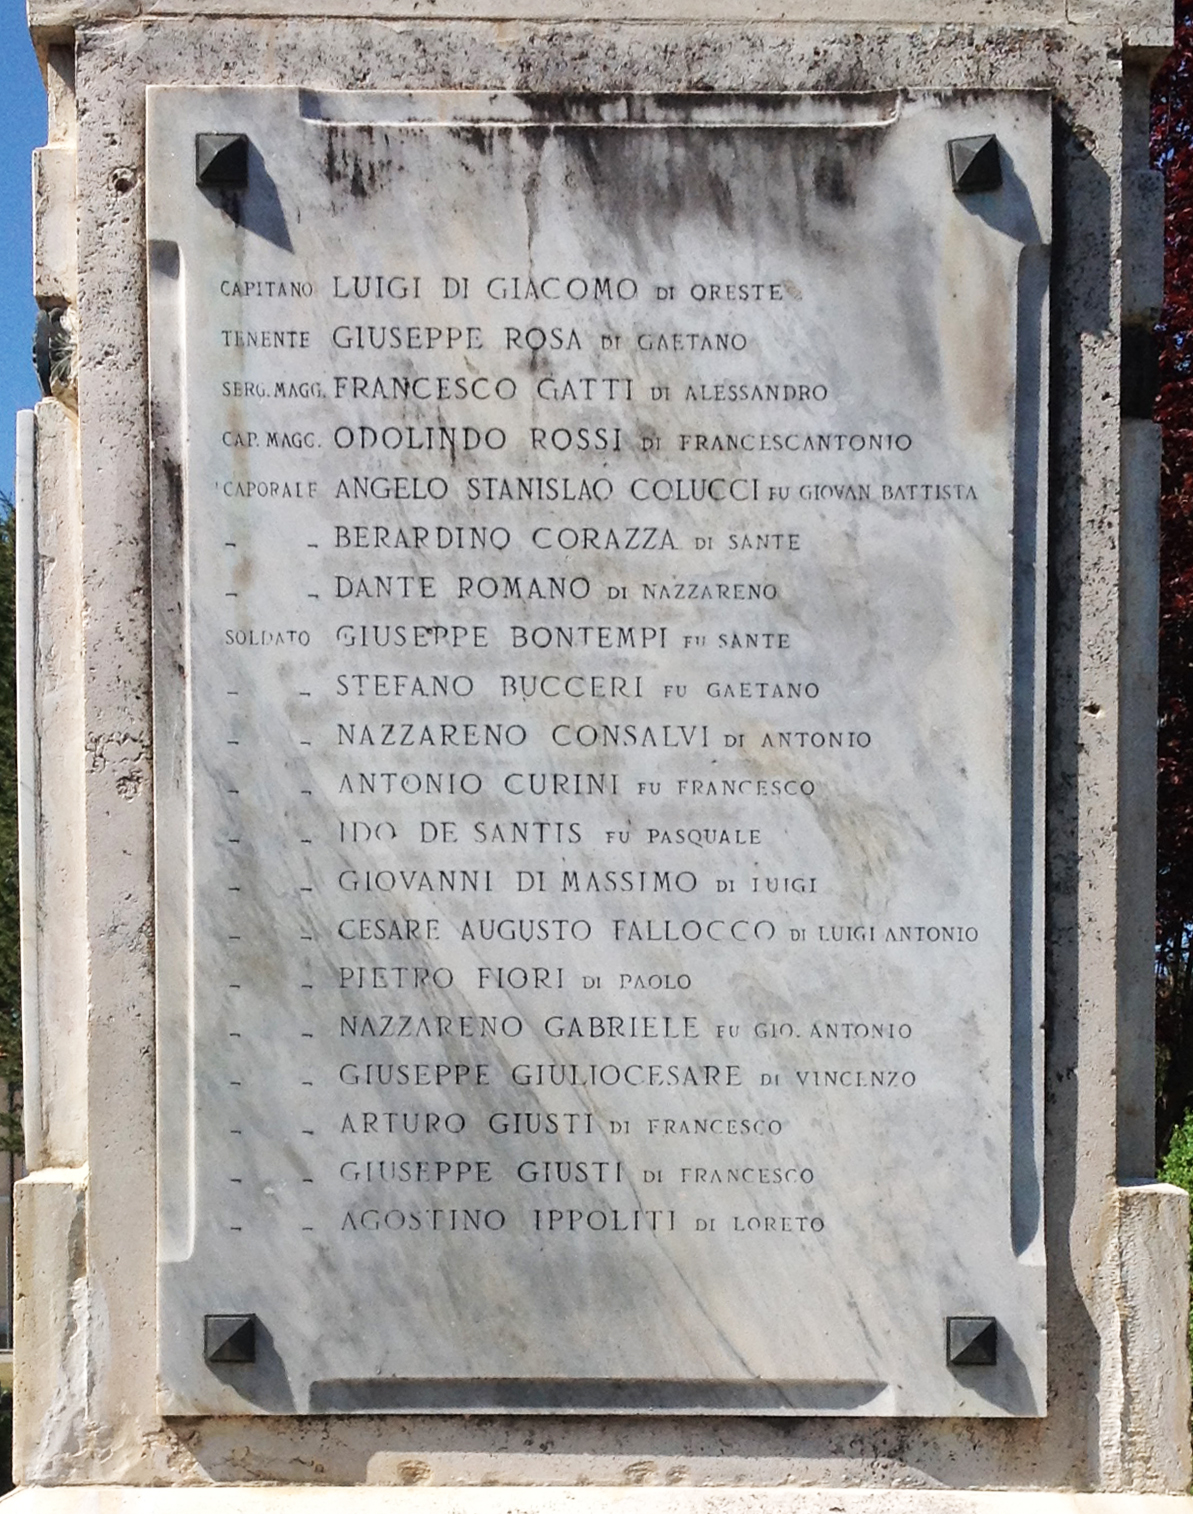 CAPITANO LUIGI DI GIACOMO DI ORESTE
TENENTE GIUSEPPE ROSA DI GAETANO
SERG. MAGG. FRANCESCO GATTI DI ALESSANDRO
CAP. MAGG. ODOLINDO ROSSI DI FRANCESCANTONIO
CAPORALE ANGELO STANISLAO COLUCCI FU GIOVAN BATTISTA
" " BERARDINO CORAZZA DI SANTE
" " DANTE ROMANO DI NAZZARENO
SOLDATO GIUSEPPE BONTEMPI FU SANTE
" " STEFANO BUCCERI FU GAETANO
" " NAZZARENO CONSALVI DI ANTONIO
" " ANTONIO CURINI FU FRANCESCO
" " IDO DE SANTIS FU PASQUALE
" " GIOVANNI DI MASSIMO DI LUIGI
" " CESARE AUGUSTO FALLOCCO DI LUIGI ANTONIO
" " PIETRO FIORI DI PAOLO
" " NAZZARENO GABRIELE FU GIO. ANTONIO
" " GIUSEPPE GIULIOCESARE DI VINCENZO
" " ARTURO GIUSTI DI FRANCESCO
" " GIUSEPPE GIUSTI DI FRANCESCO
" " AGOSTINO IPPOLITI DI LORETO